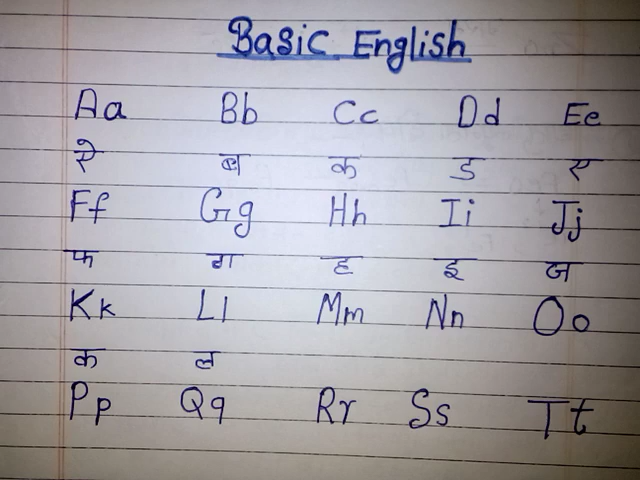 Basic English
Aa Bb Cc Dd Ee
ऐ ब क ड ए
Ff Gg Hh Ii Jj
फ ग ह इ ज
Kk Ll Mm Nn Oo
क ल
Pp Qq Rr Ss Tt